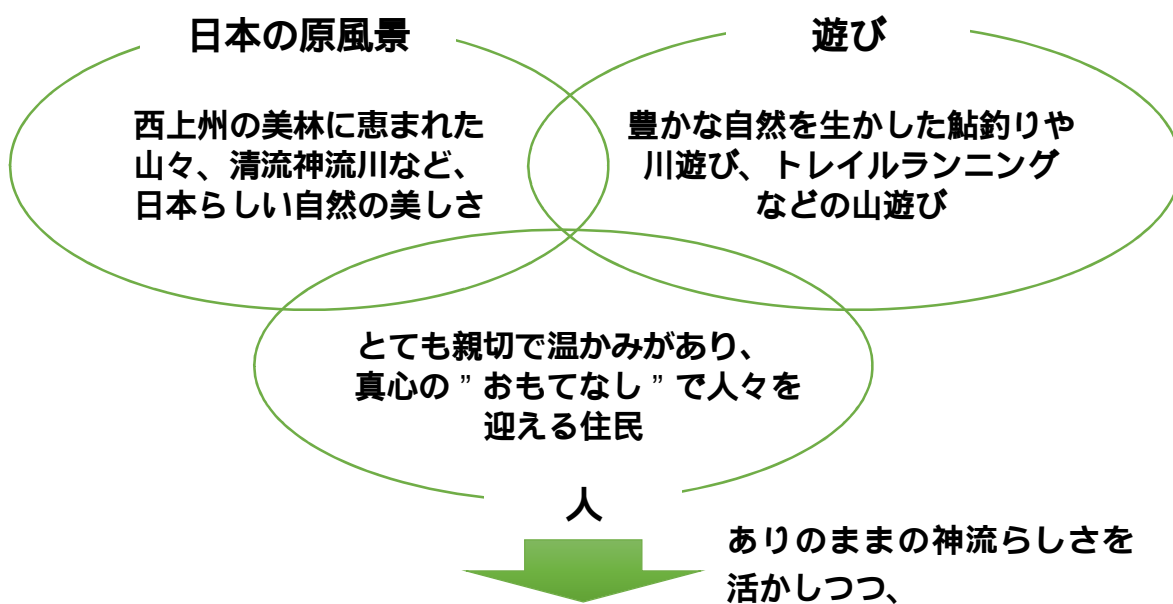 日本の原風景
西上州の美林に恵まれた
山々、清流神流川など、
日本らしい自然の美しさ
遊び
豊かな自然を生かした鮎釣りや
川遊び、トレイルランニング
などの山遊び
とても親切で温かみがあり、
真心の ” おもてなし ” で人々を
迎える住民
人
ありのままの神流らしさを
活かしつつ、